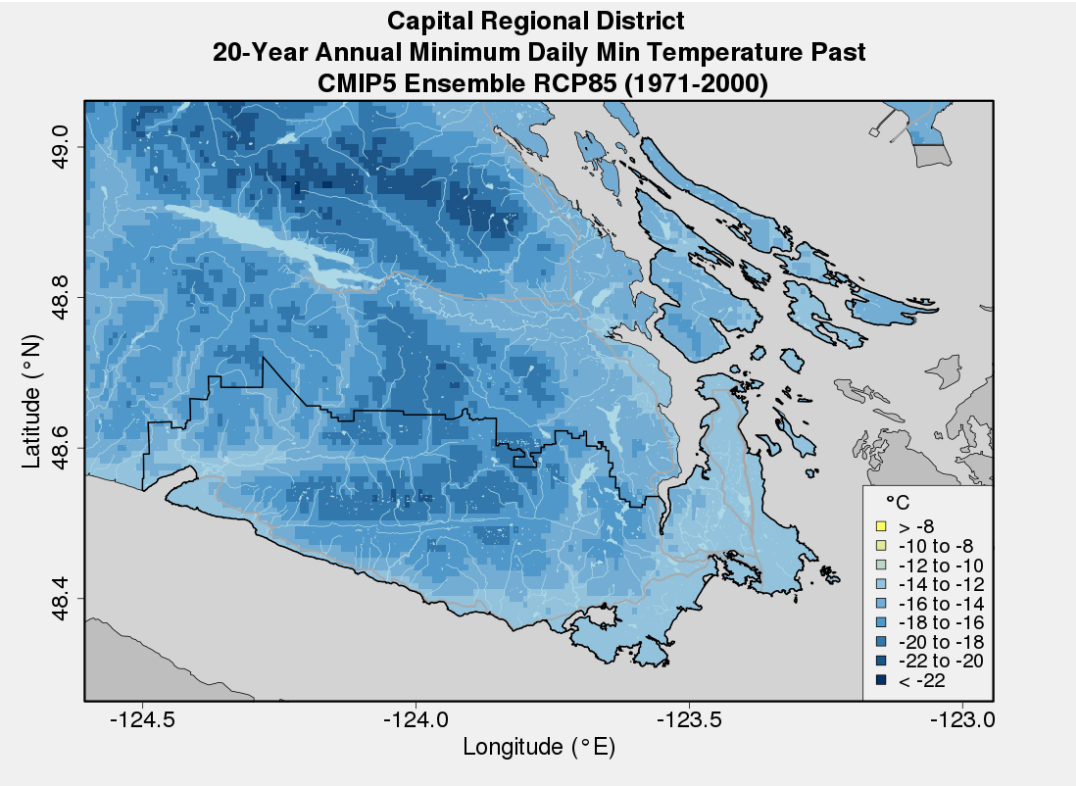 Capital Regional District
20-Year Annual Minimum Daily Min Temperature Past
CMIP5 Ensemble RCP85 (1971-2000)
49.0
48.8
48.6
48.4
Latitude (°N)
°C
> -8
-10 to -8
-12 to -10
-14 to -12
-16 to -14
-18 to -16
-20 to -18
-22 to -20
< -22
-124.5
-124.0
-123.5
-123.0
Longitude (°E)